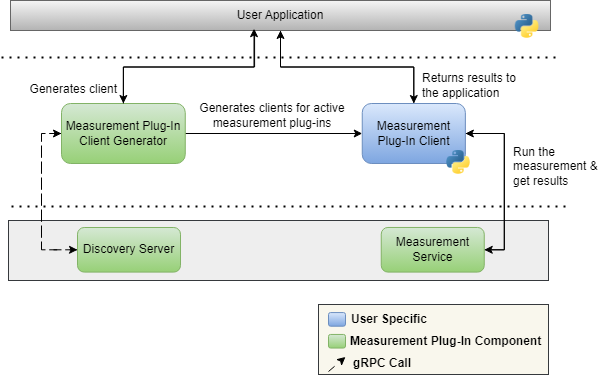 User Application
Generates client
Returns results to
the application
Generates clients for active
measurement plug-ins
Measurement Plug-In
Client Generator
Measurement
Plug-In Client
Run the
measurement &
get results
Discovery Server
Measurement
Service
User Specific
Measurement Plug-In Component
gRPC Call